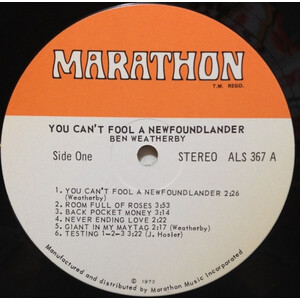 MARATHON
T.M. REGD.
YOU CAN'T FOOL A NEWFOUNDLANDER
BEN WEATHERBY
Side One STEREO ALS 367 A
1. YOU CAN'T FOOL A NEWFOUNDLANDER 2:26
(Weatherby)
2. ROOM FULL OF ROSES 3:53
3. BACK POCKET MONEY 3:14
4. NEVER ENDING LOVE 2:22
5. GIANT IN MY MAYTAG 2:17 (Weatherby)
6. TESTING 1-2-3 3:22 (J. Hosler)
Manufactured and distributed by Marathon Music Incorporated